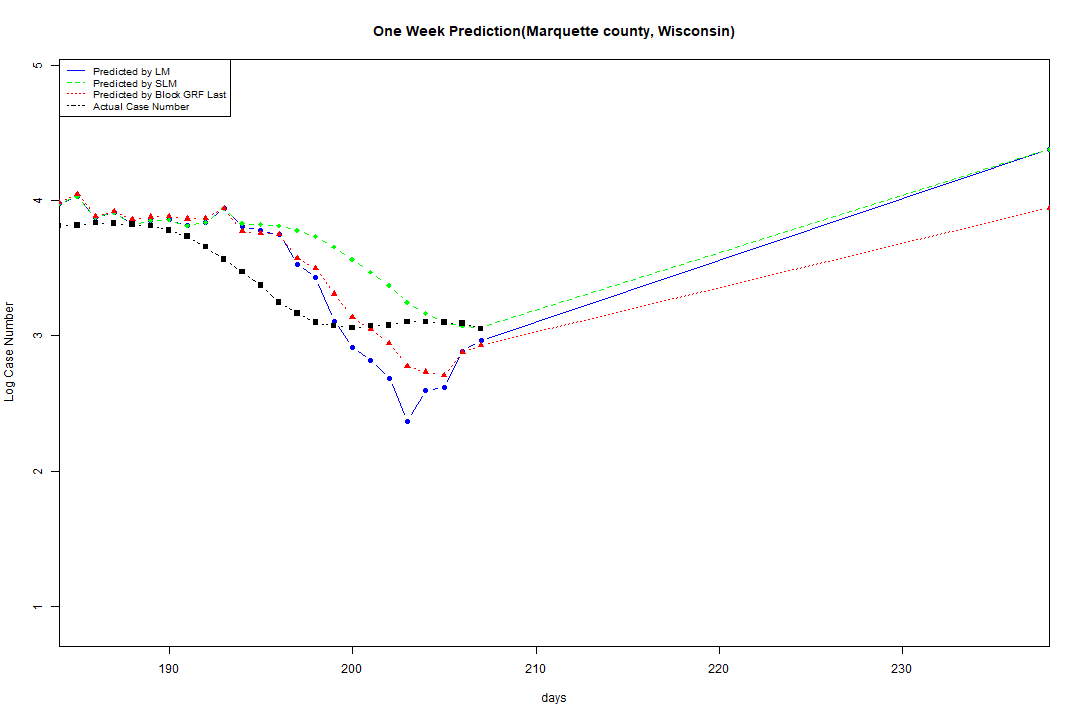 One Week Prediction(Marquette county, Wisconsin)
Predicted by LM
Predicted by SLM
Predicted by Block GRF Last
Actual Case Number
5
4
3
2
1
Log Case Number
190 200 210 220 230
days